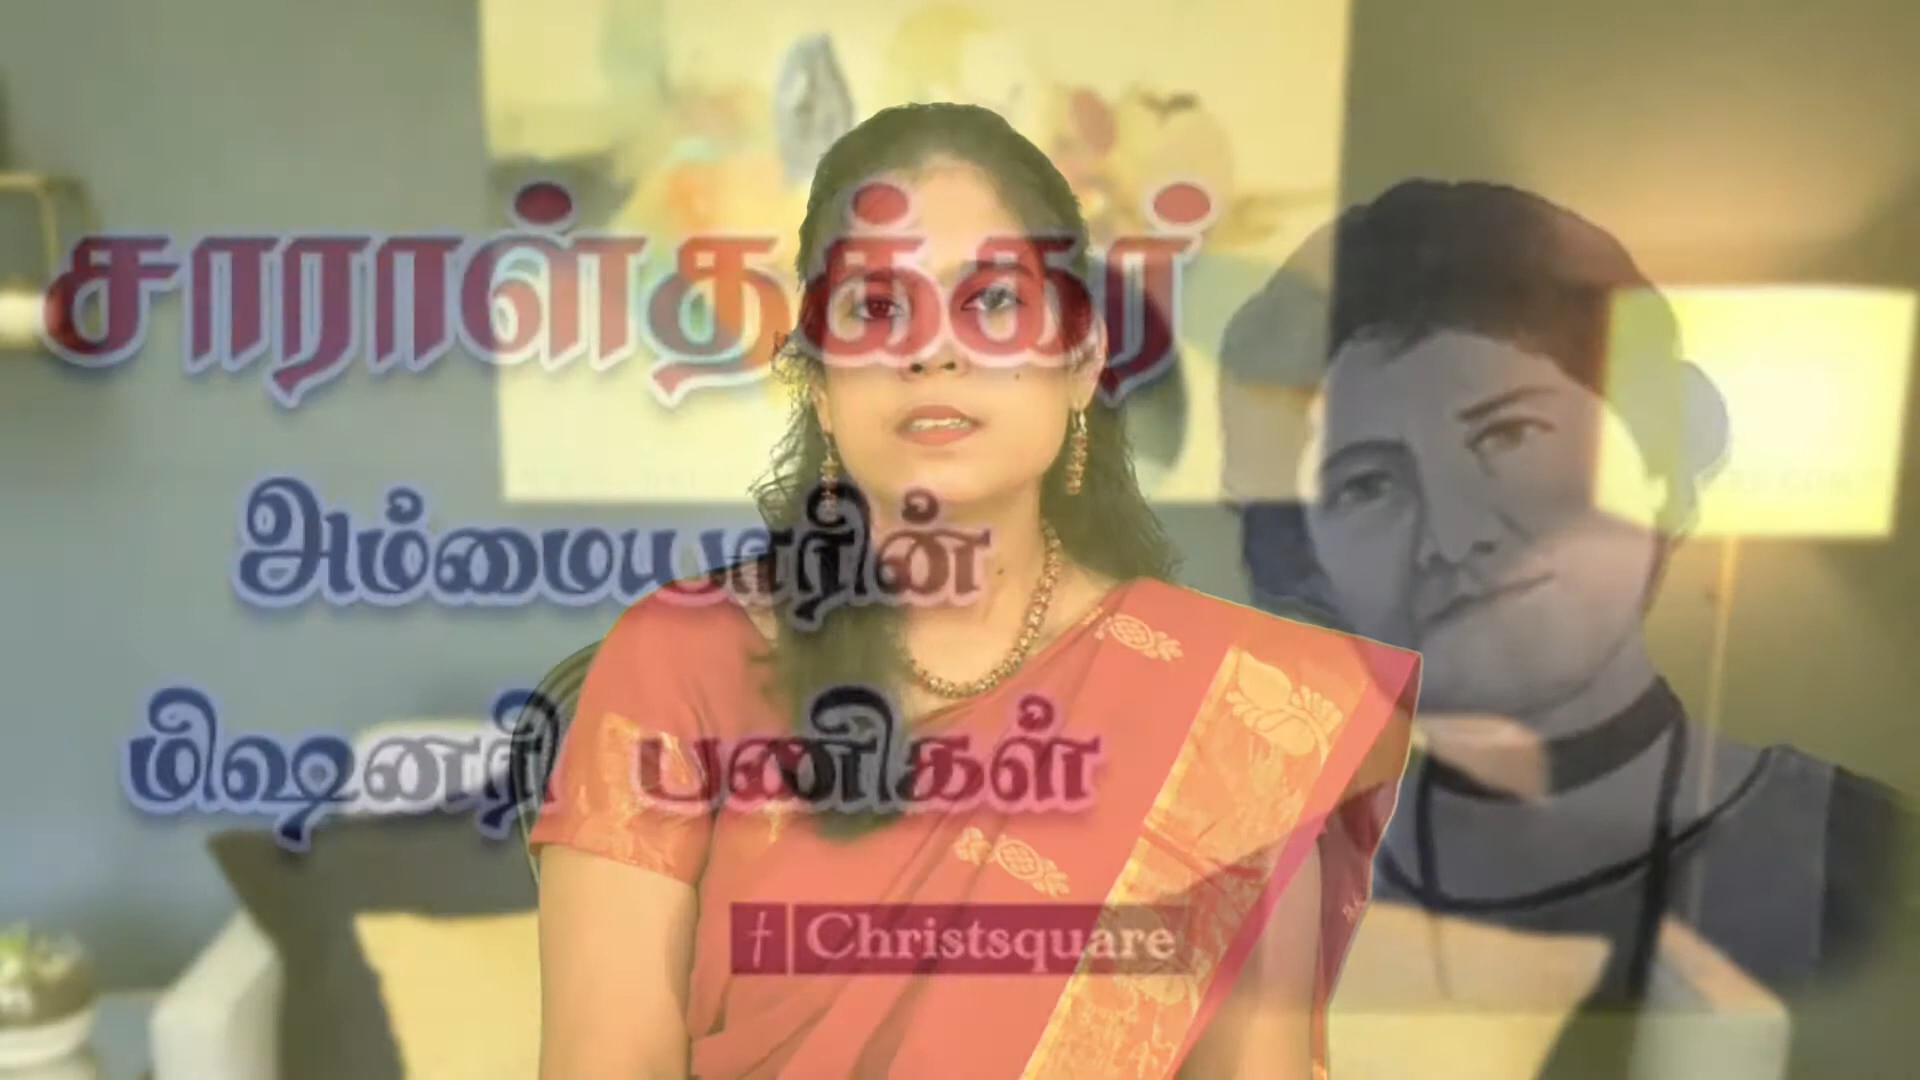 சாராள்தக்கர்
அம்மையாரின்
மிஷனரி பணிகள்
Christsquare